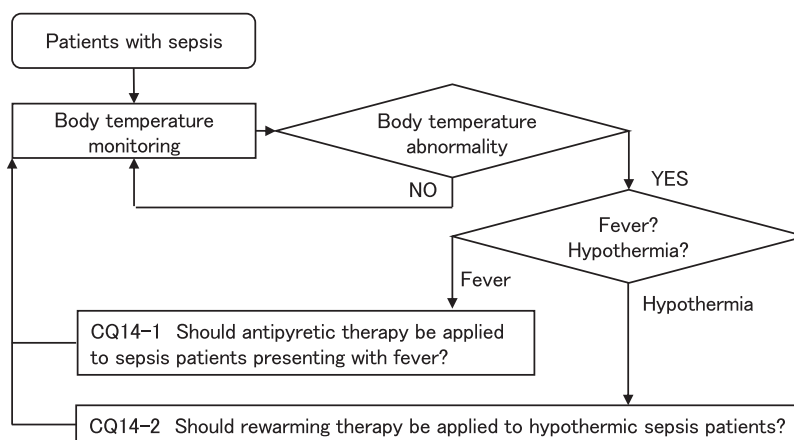 Patients with sepsis
Body temperature
monitoring
Body temperature
abnormality
NO
YES
Fever?
Hypothermia?
Fever
Hypothermia
CQ14-1 Should antipyretic therapy be applied
to sepsis patients presenting with fever?
CQ14-2 Should rewarming therapy be applied to hypothermic sepsis patients?